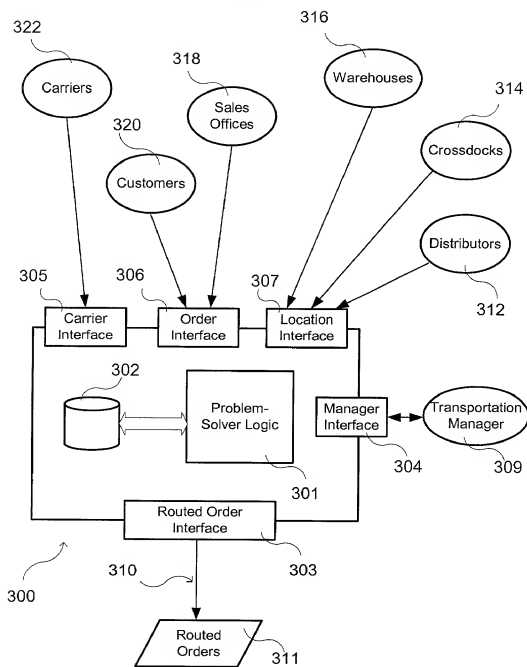 322
316
Carriers
318
Warehouses
314
Sales
Offices
320
Customers
Crossdocks
Distributors
305
306
307
312
Carrier
Interface
Order
Interface
Location
Interface
302
Problem-
Solver Logic
Manager
Interface
Transportation
Manager
304
309
301
Routed Order
Interface
303
310
300
Routed
Orders
311